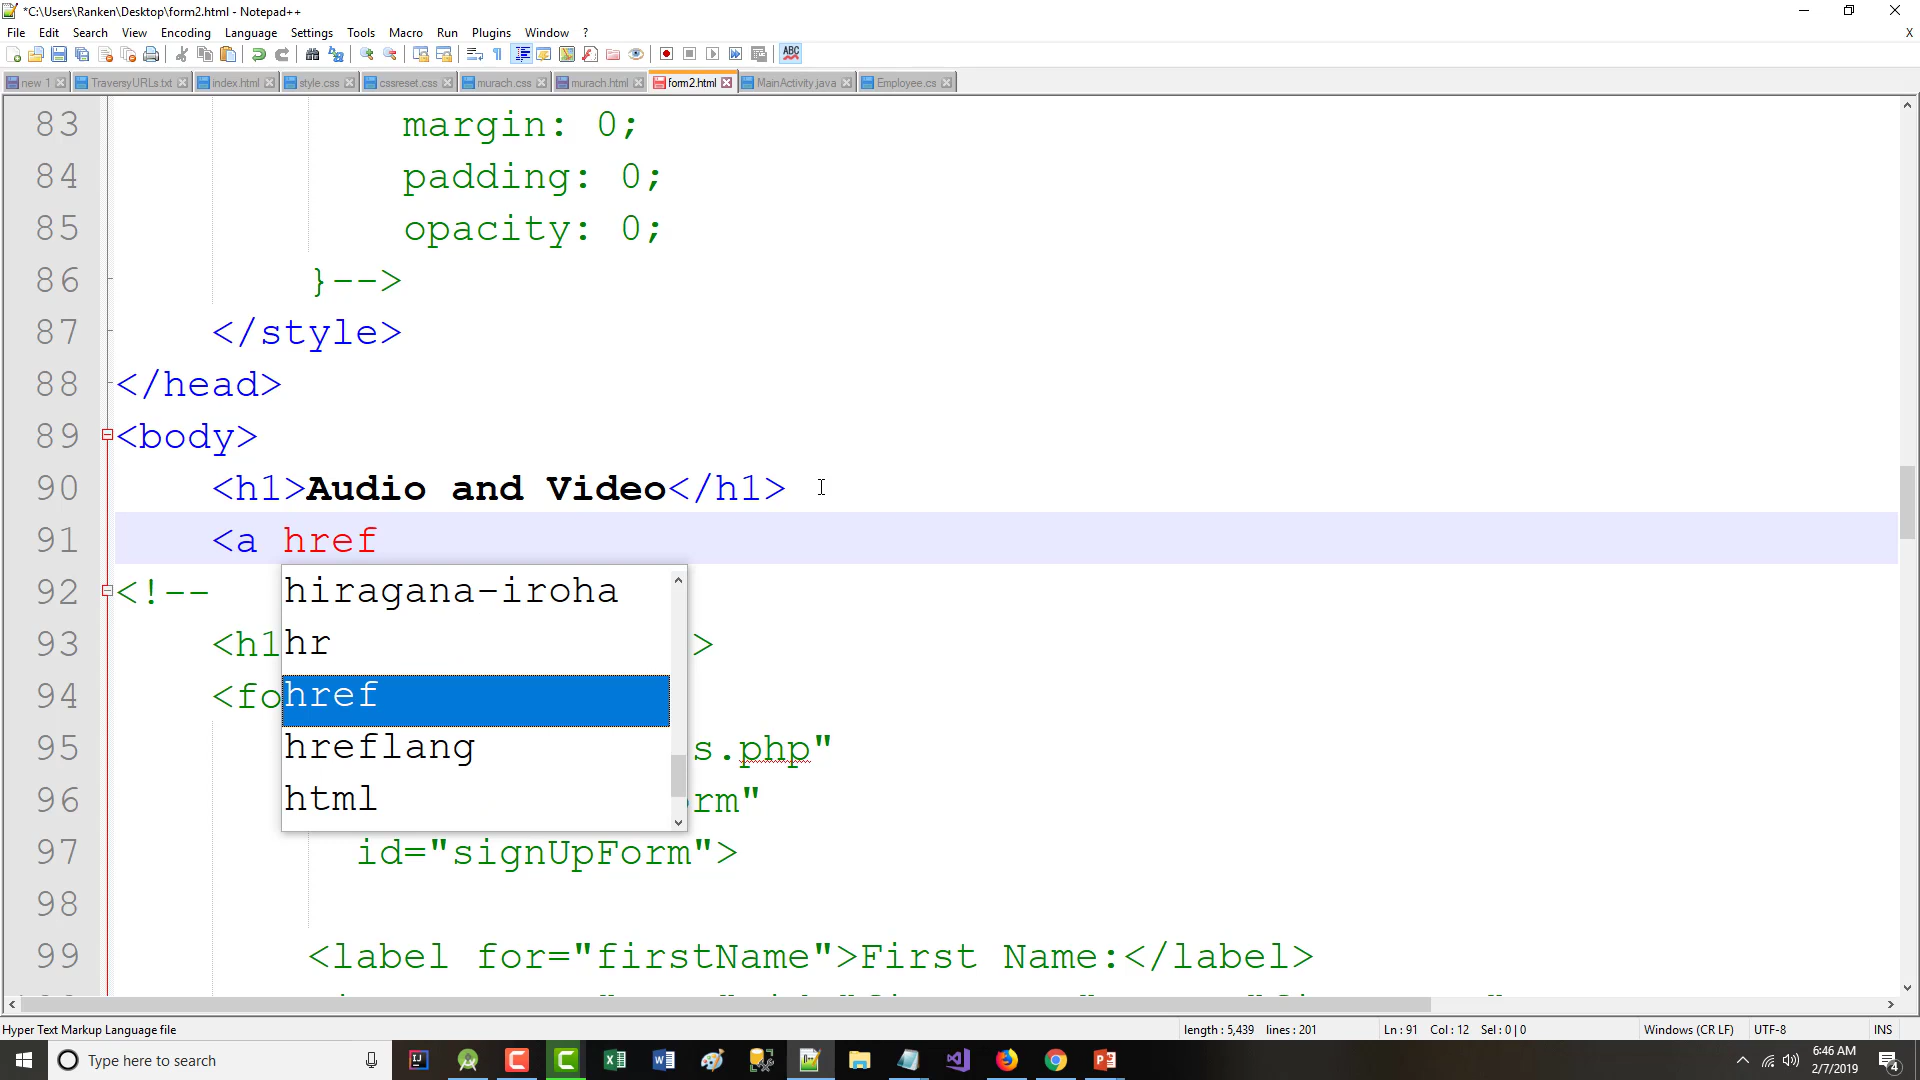 *C:\Users\Ranken\Desktop\form2.html - Notepad++
File Edit Search View Encoding Language Settings Tools Macro Run Plugins Window ? X
ABC
new 1 TraversyURLs.txt index.html style.css cssreset.css murach.css murach.html form2.html MainActivity.java Employee.cs
83 margin: 0;
84 padding: 0;
85 opacity: 0;
86 }-->
87 </style>
88 </head>
89 <body>
90 <h1>Audio and Video</h1>
91 <a href
92 <!--
93 <h1 >
94 <fo
95 s.php"
96 rm"
97 id="signUpForm">
98
99 <label for="firstName">First Name:</label>
hiragana-iroha
hr
href
hreflang
html
Hyper Text Markup Language file length : 5,439 lines : 201 Ln : 91 Col : 12 Sel : 0 | 0 Windows (CR LF) UTF-8 INS
Type here to search
6:46 AM
2/7/2019
4